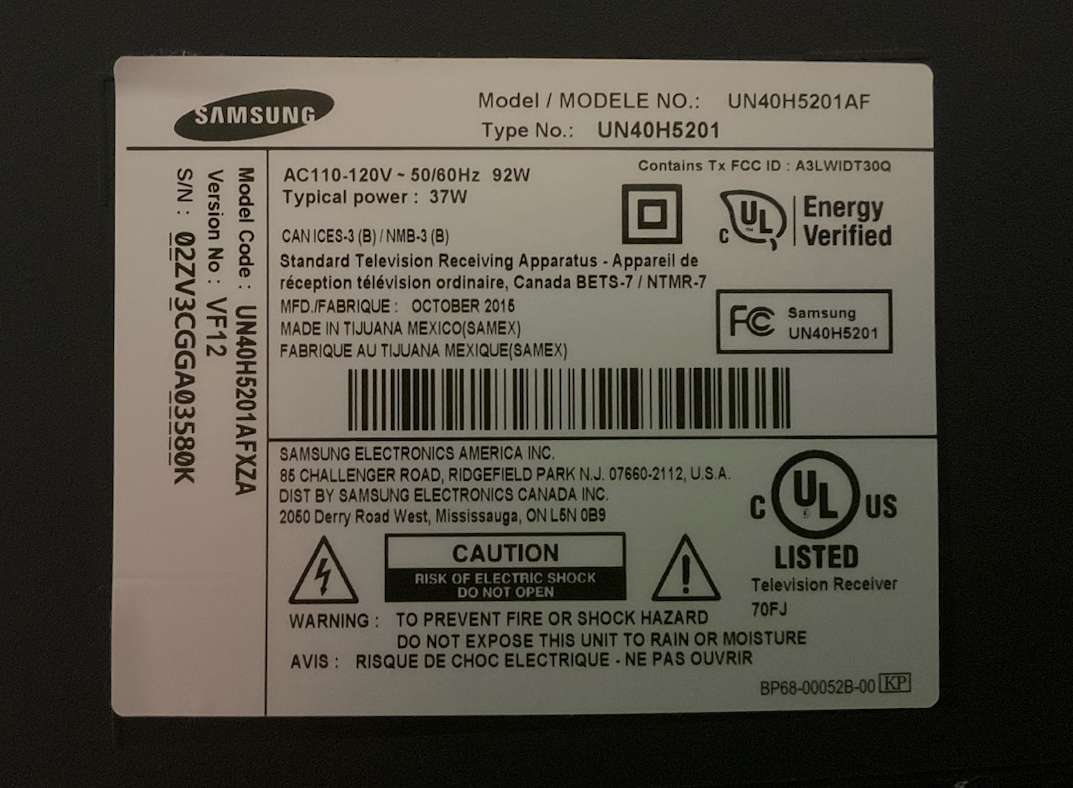 SAMSUNG
Model / MODELE NO.: UN40H5201AF
Type No.: UN40H5201
Model Code : UN40H5201AFXZA
Version No : VF12
S/N : 02ZV3CGGA03580K
AC110-120V ~ 50/60Hz 92W
Typical power : 37W
Contains Tx FCC ID : A3LWIDT30Q
C UL Energy
Verified
CAN ICES-3 (B) / NMB-3 (B)
Standard Television Receiving Apparatus - Appareil de
réception télévision ordinaire, Canada BETS-7 / NTMR-7
MFD./FABRIQUE : OCTOBER 2015
MADE IN TIJUANA MEXICO(SAMEX)
FABRIQUE AU TIJUANA MEXIQUE(SAMEX)
FC Samsung
UN40H5201
SAMSUNG ELECTRONICS AMERICA INC.
85 CHALLENGER ROAD, RIDGEFIELD PARK N.J. 07660-2112, U.S.A.
DIST BY SAMSUNG ELECTRONICS CANADA INC.
2050 Derry Road West, Mississauga, ON L5N 0B9
C UL US
LISTED
Television Receiver
70FJ
CAUTION
RISK OF ELECTRIC SHOCK
DO NOT OPEN
WARNING : TO PREVENT FIRE OR SHOCK HAZARD
DO NOT EXPOSE THIS UNIT TO RAIN OR MOISTURE
AVIS : RISQUE DE CHOC ELECTRIQUE - NE PAS OUVRIR
BP68-00052B-00 KP